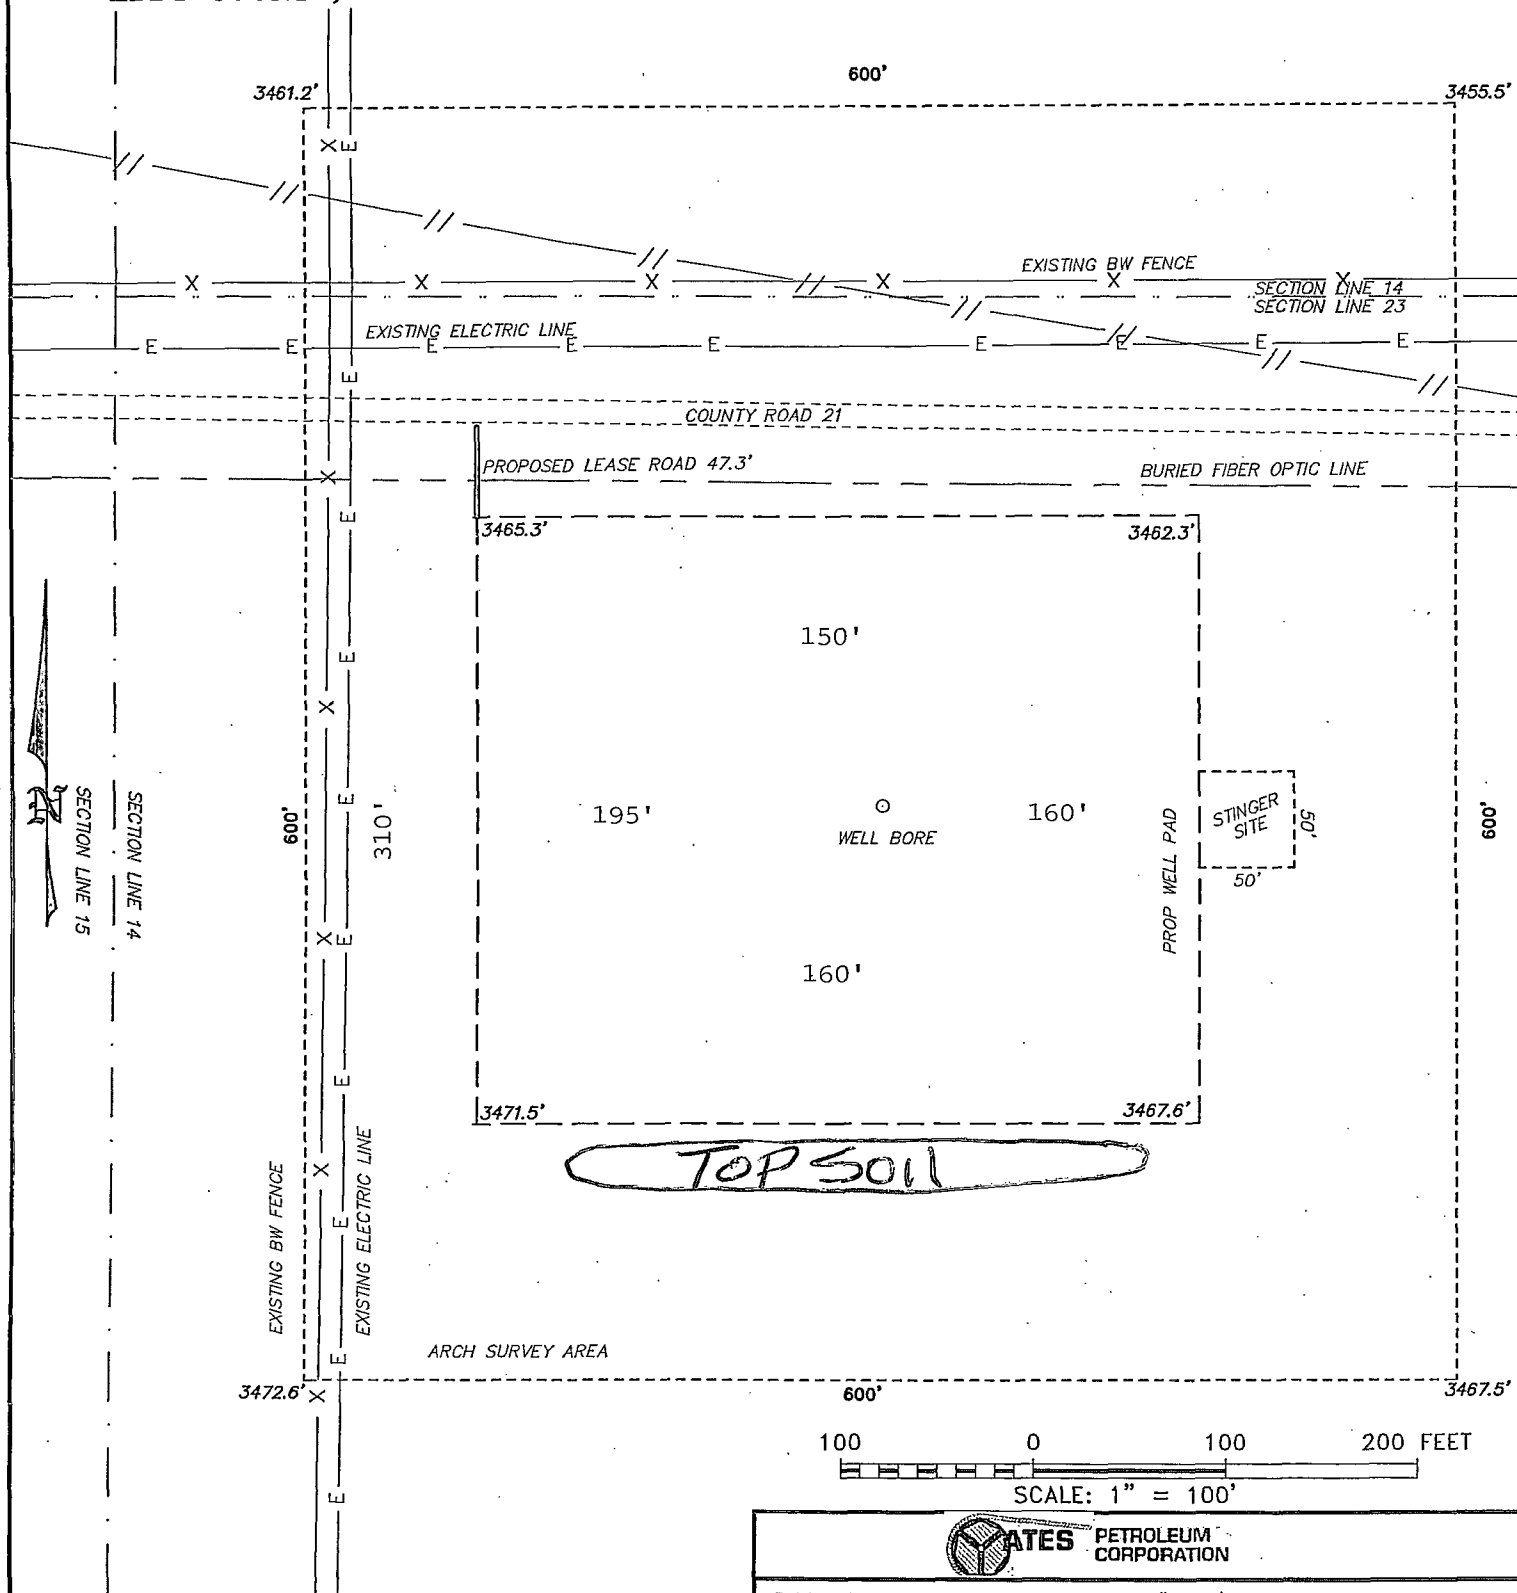 600'
3461.2'
3455.5'
EXISTING BW FENCE
SECTION LINE 14
SECTION LINE 23
EXISTING ELECTRIC LINE
COUNTY ROAD 21
PROPOSED LEASE ROAD 47.3'
BURIED FIBER OPTIC LINE
3465.3'
3462.3'
150'
SECTION LINE 15
SECTION LINE 14
600'
310'
195'
WELL BORE
160'
PROP WELL PAD
STINGER
SITE
50'
50'
600'
160'
3471.5'
3467.6'
TOP SOIL
EXISTING BW FENCE
EXISTING ELECTRIC LINE
ARCH SURVEY AREA
3472.6'
600'
3467.5'
100 0 100 200 FEET
SCALE: 1" = 100'
YATES PETROLEUM
CORPORATION